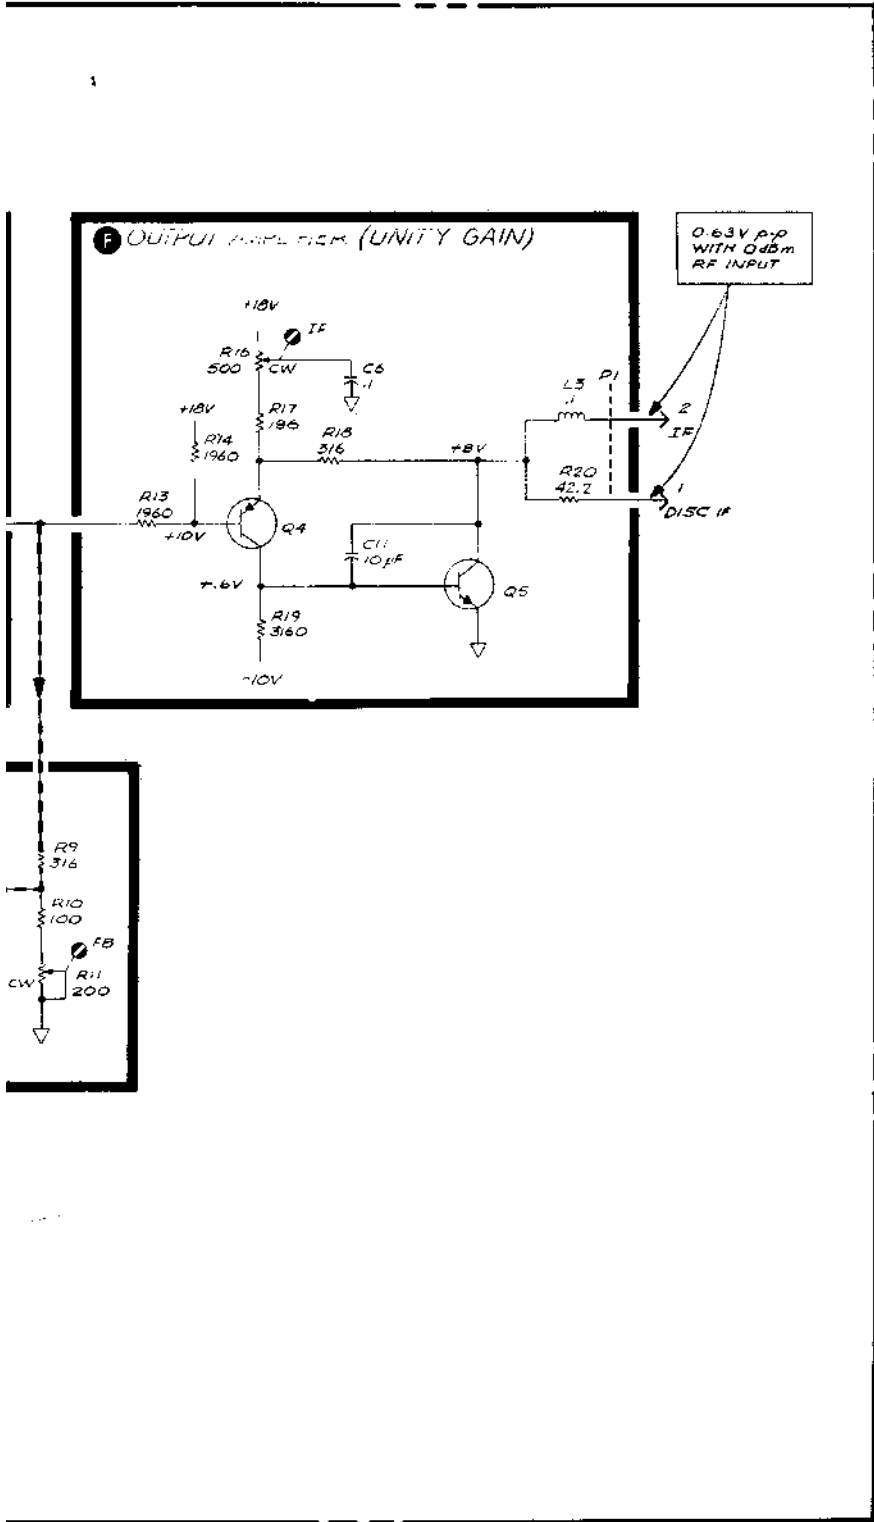 F OUTPUT AMPLIFIER (UNITY GAIN)
0.63V p-p
WITH 0dBm
RF INPUT
+18V
IF
R16
500
CW
C6
.1
R17
196
+18V
R14
1960
R18
316
+8V
L3
.1
P1
2
IF
R20
42.2
1
DISC IF
R13
1960
+10V
Q4
C11
10pF
+.6V
Q5
R19
3160
-10V
R9
316
R10
100
FB
CW
R11
200